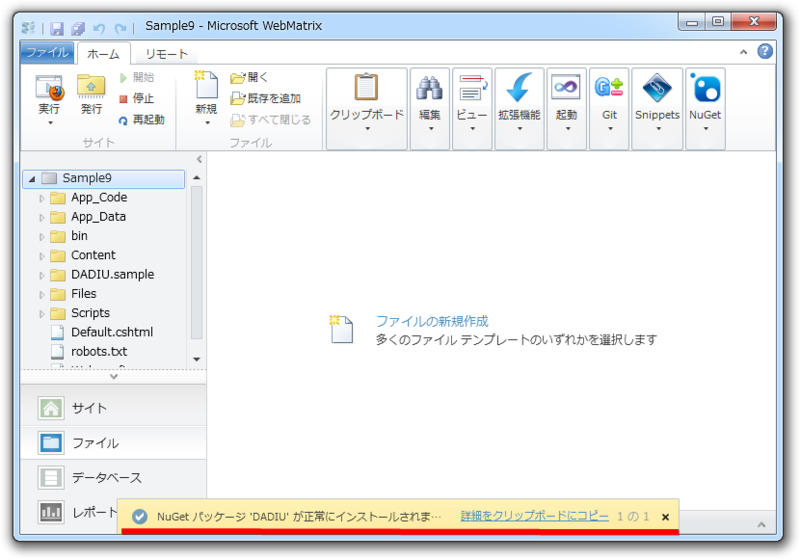 Sample9 - Microsoft WebMatrix
ファイル ホーム リモート
実行 発行 開始 停止 再起動
サイト
新規 開く 既存を追加 すべて閉じる
ファイル
クリップボード 編集 ビュー 拡張機能 起動 Git Snippets NuGet
Sample9
App_Code
App_Data
bin
Content
DADIU.sample
Files
Scripts
Default.cshtml
robots.txt
ファイルの新規作成
多くのファイル テンプレートのいずれかを選択します
サイト
ファイル
データベース
レポート
NuGet パッケージ 'DADIU' が正常にインストールされま… 詳細をクリップボードにコピー 1 の 1